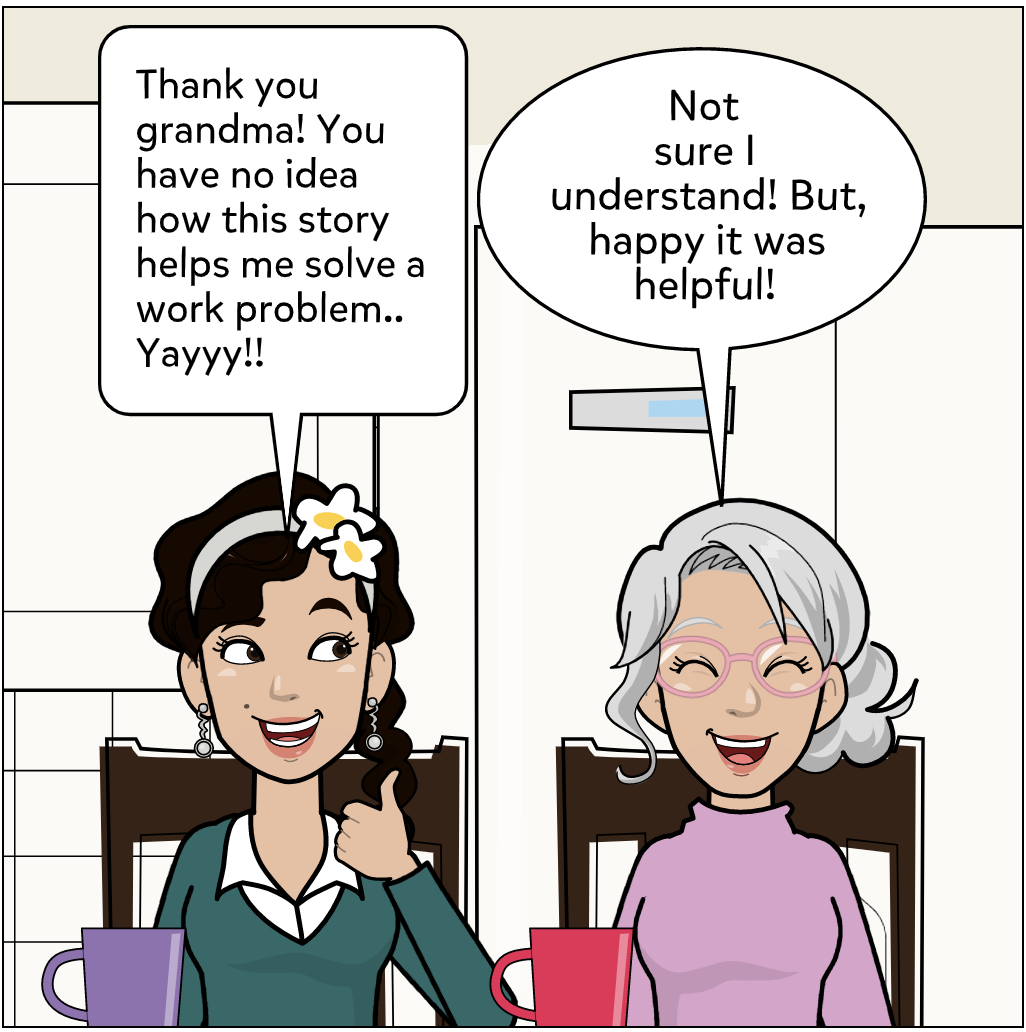 Thank you
grandma! You
have no idea
how this story
helps me solve a
work problem..
Yayyy!!
Not
sure I
understand! But,
happy it was
helpful!